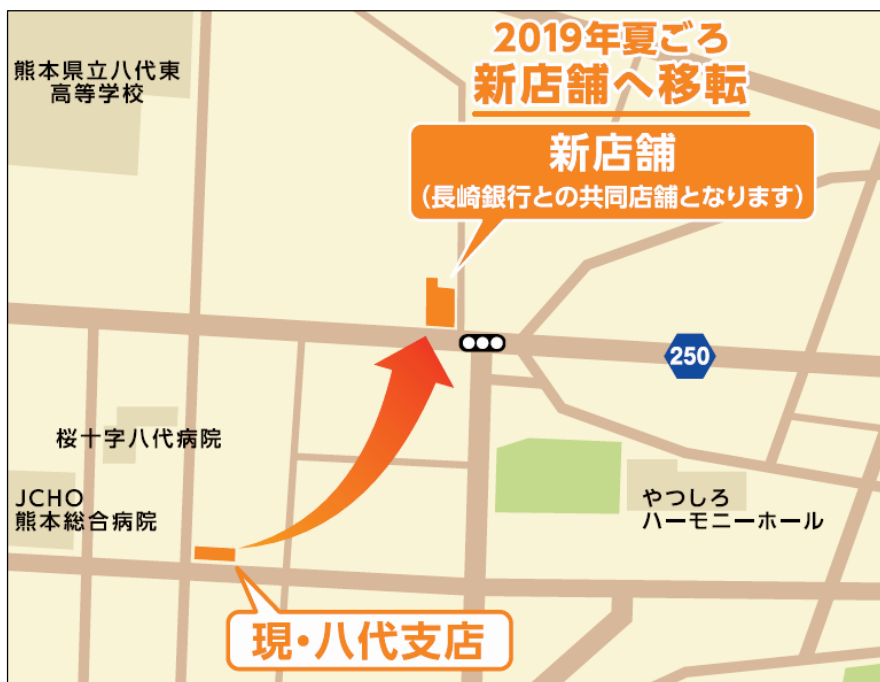 2019年夏ごろ
新店舗へ移転
熊本県立八代東
高等学校
新店舗
（長崎銀行との共同店舗となります）
250
桜十字八代病院
JCHO
熊本総合病院
やつしろ
ハーモニーホール
現・八代支店